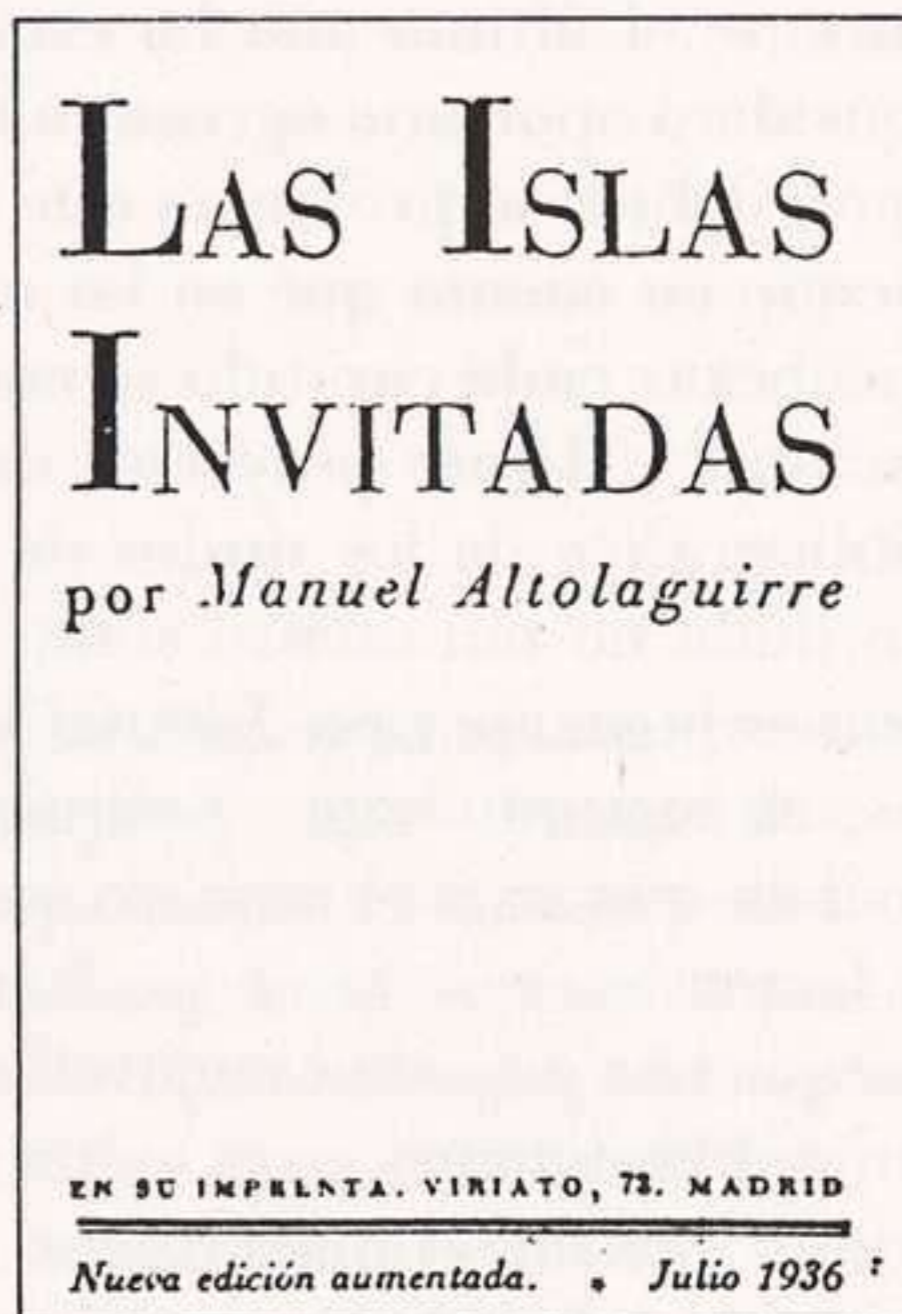 LAS ISLAS
INVITADAS
por Manuel Altolaguirre
EN SU IMPRENTA. VIRIATO, 73. MADRID
Nueva edición aumentada. * Julio 1936